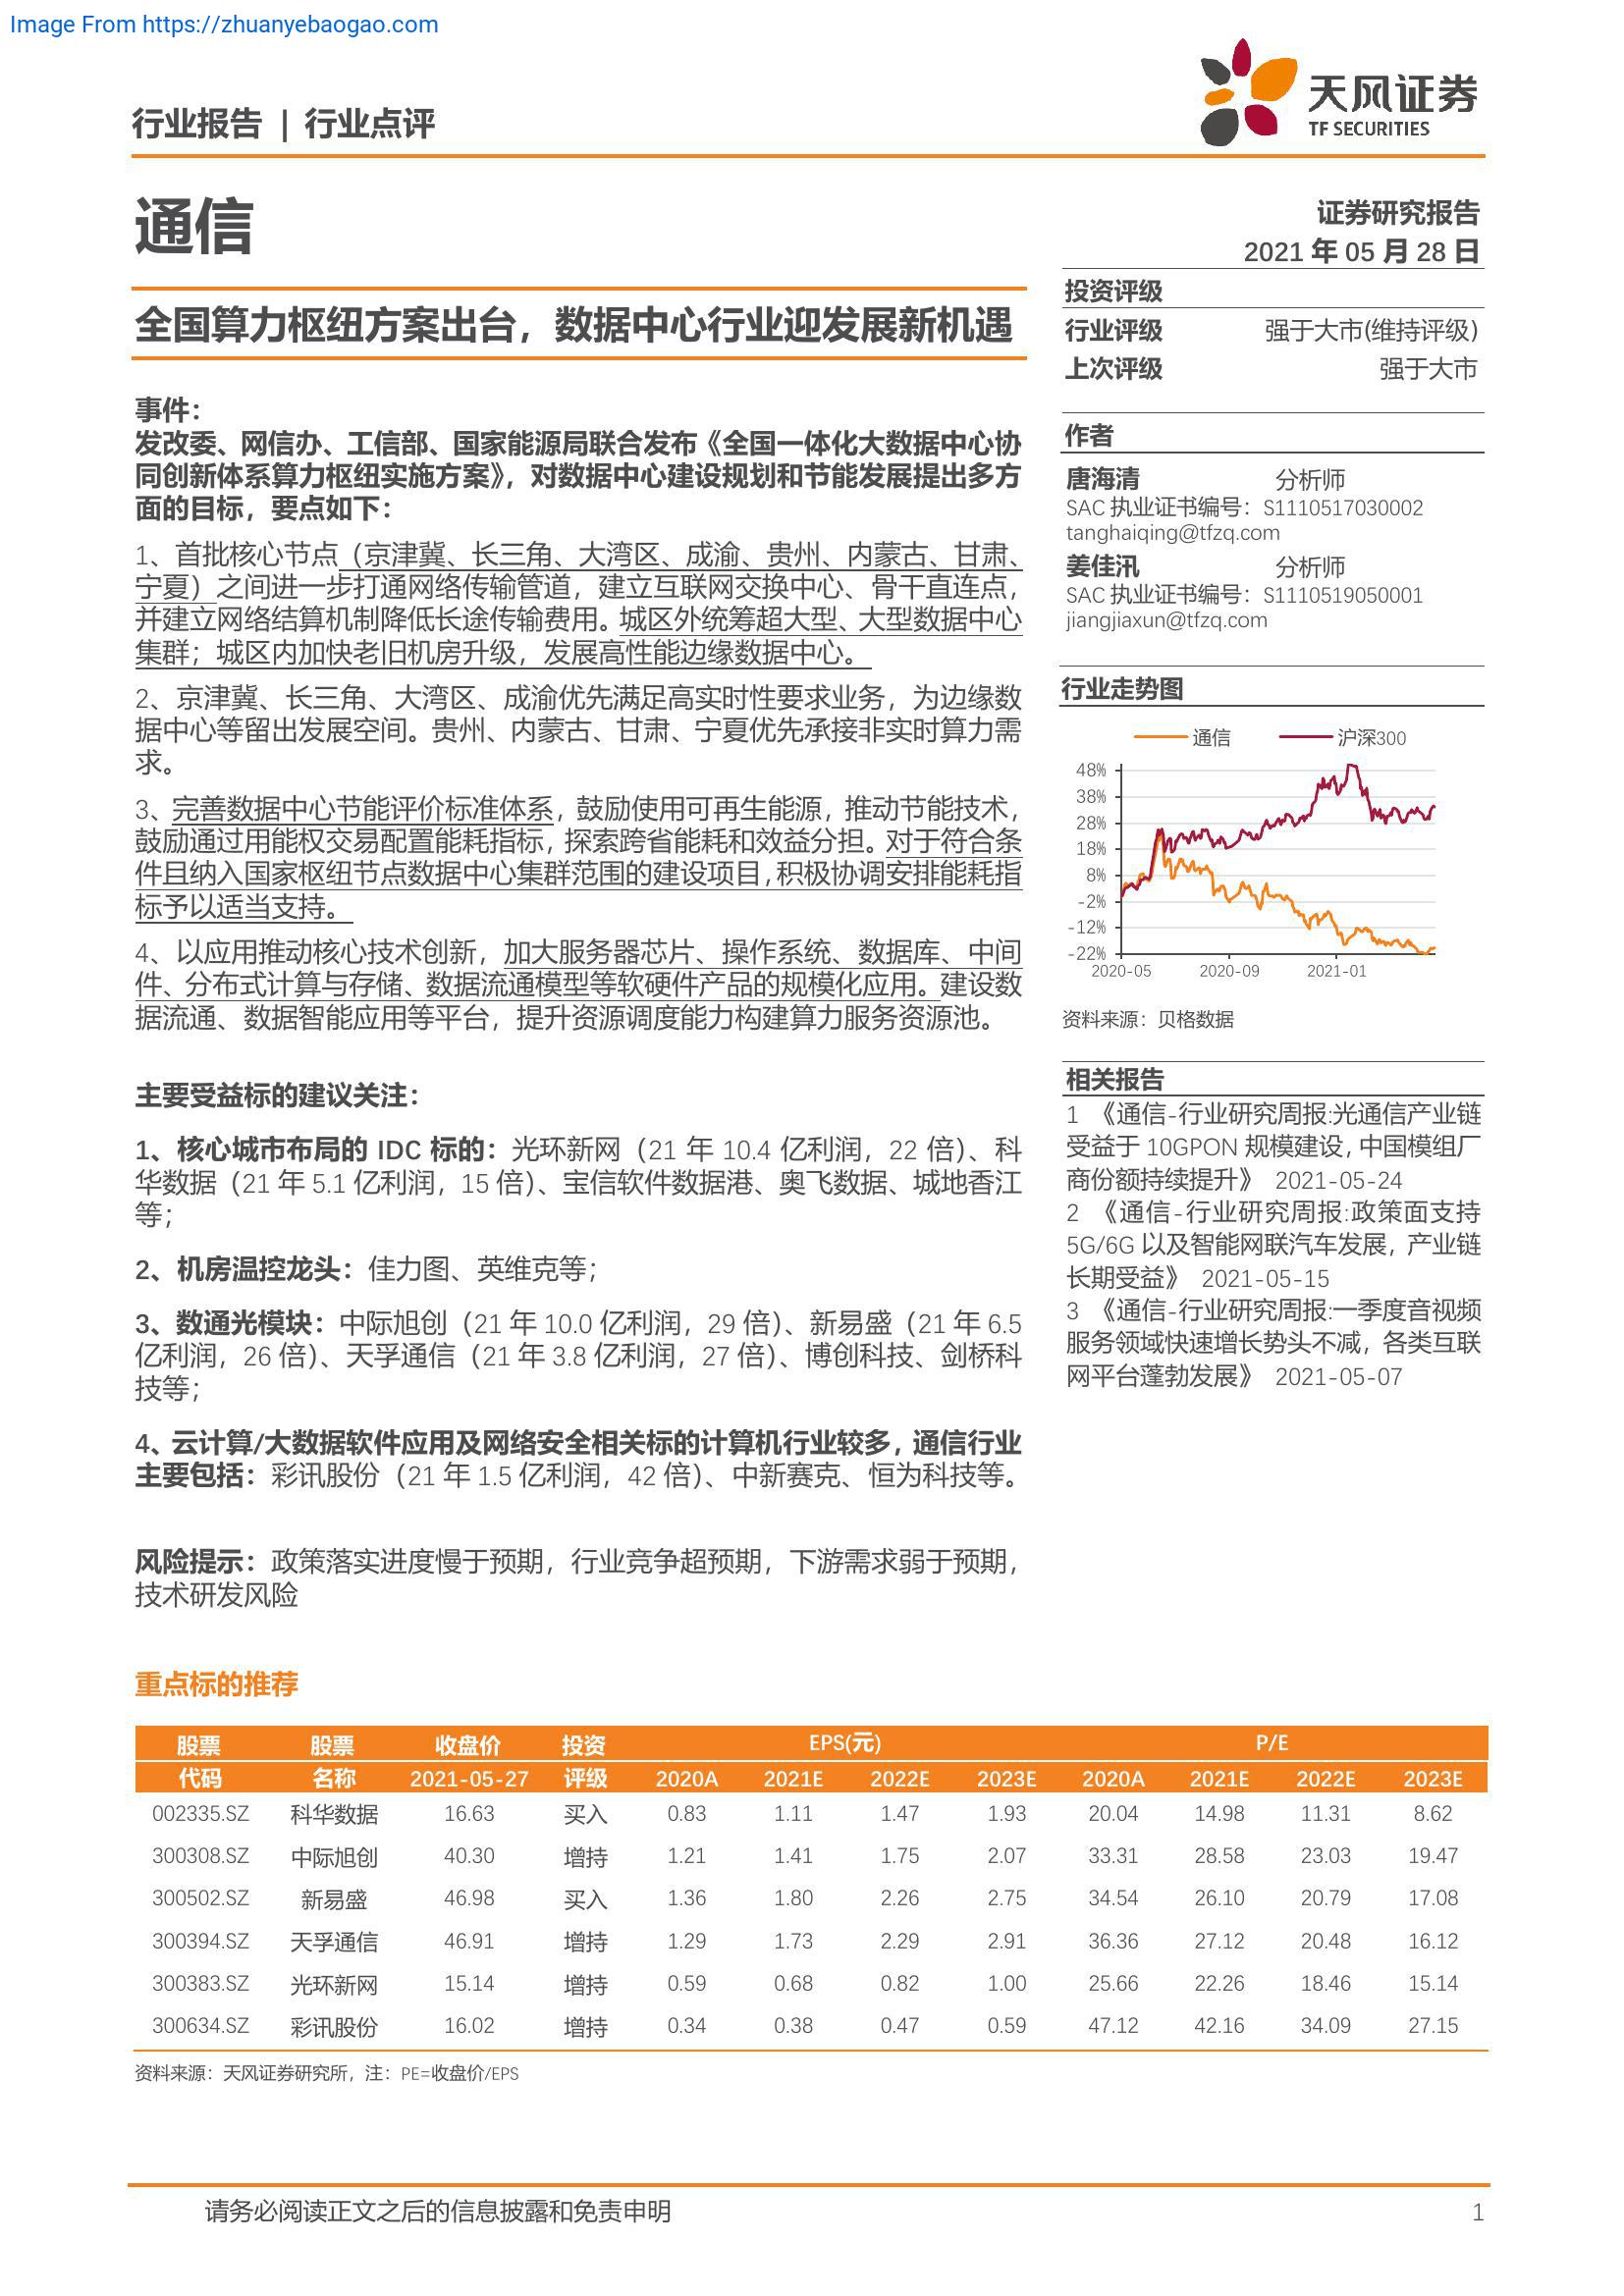 Image From https://zhuanyebaogao.com
行业报告 | 行业点评
天风证券
TF SECURITIES
通信
证券研究报告
2021 年 05 月 28 日
全国算力枢纽方案出台，数据中心行业迎发展新机遇
事件：
发改委、网信办、工信部、国家能源局联合发布《全国一体化大数据中心协
同创新体系算力枢纽实施方案》，对数据中心建设规划和节能发展提出多方
面的目标，要点如下：
1、首批核心节点（京津冀、长三角、大湾区、成渝、贵州、内蒙古、甘肃、
宁夏）之间进一步打通网络传输管道，建立互联网交换中心、骨干直连点，
并建立网络结算机制降低长途传输费用。城区外统筹超大型、大型数据中心
集群；城区内加快老旧机房升级，发展高性能边缘数据中心。
2、京津冀、长三角、大湾区、成渝优先满足高实时性要求业务，为边缘数
据中心等留出发展空间。贵州、内蒙古、甘肃、宁夏优先承接非实时算力需
求。
3、完善数据中心节能评价标准体系，鼓励使用可再生能源，推动节能技术，
鼓励通过用能权交易配置能耗指标，探索跨省能耗和效益分担。对于符合条
件且纳入国家枢纽节点数据中心集群范围的建设项目，积极协调安排能耗指
标予以适当支持。
4、以应用推动核心技术创新，加大服务器芯片、操作系统、数据库、中间
件、分布式计算与存储、数据流通模型等软硬件产品的规模化应用。建设数
据流通、数据智能应用等平台，提升资源调度能力构建算力服务资源池。
主要受益标的建议关注：
1、核心城市布局的 IDC 标的：光环新网（21 年 10.4 亿利润，22 倍）、科
华数据（21 年 5.1 亿利润，15 倍）、宝信软件数据港、奥飞数据、城地香江
等；
2、机房温控龙头：佳力图、英维克等；
3、数通光模块：中际旭创（21 年 10.0 亿利润，29 倍）、新易盛（21 年 6.5
亿利润，26 倍）、天孚通信（21 年 3.8 亿利润，27 倍）、博创科技、剑桥科
技等；
4、云计算/大数据软件应用及网络安全相关标的计算机行业较多，通信行业
主要包括：彩讯股份（21 年 1.5 亿利润，42 倍）、中新赛克、恒为科技等。
风险提示：政策落实进度慢于预期，行业竞争超预期，下游需求弱于预期，
技术研发风险
投资评级
行业评级 强于大市(维持评级)
上次评级 强于大市
作者
唐海清 分析师
SAC 执业证书编号：S1110517030002
tanghaiqing@tfzq.com
姜佳汛 分析师
SAC 执业证书编号：S1110519050001
jiangjiaxun@tfzq.com
行业走势图
通信 沪深300
48%
38%
28%
18%
8%
-2%
-12%
-22%
2020-05 2020-09 2021-01
资料来源：贝格数据
相关报告
1 《通信-行业研究周报:光通信产业链
受益于 10GPON 规模建设，中国模组厂
商份额持续提升》 2021-05-24
2 《通信-行业研究周报:政策面支持
5G/6G 以及智能网联汽车发展，产业链
长期受益》 2021-05-15
3 《通信-行业研究周报:一季度音视频
服务领域快速增长势头不减，各类互联
网平台蓬勃发展》 2021-05-07
重点标的推荐
股票 股票 收盘价 投资 EPS(元) P/E
代码 名称 2021-05-27 评级 2020A 2021E 2022E 2023E 2020A 2021E 2022E 2023E
002335.SZ 科华数据 16.63 买入 0.83 1.11 1.47 1.93 20.04 14.98 11.31 8.62
300308.SZ 中际旭创 40.30 增持 1.21 1.41 1.75 2.07 33.31 28.58 23.03 19.47
300502.SZ 新易盛 46.98 买入 1.36 1.80 2.26 2.75 34.54 26.10 20.79 17.08
300394.SZ 天孚通信 46.91 增持 1.29 1.73 2.29 2.91 36.36 27.12 20.48 16.12
300383.SZ 光环新网 15.14 增持 0.59 0.68 0.82 1.00 25.66 22.26 18.46 15.14
300634.SZ 彩讯股份 16.02 增持 0.34 0.38 0.47 0.59 47.12 42.16 34.09 27.15
资料来源：天风证券研究所，注：PE=收盘价/EPS
请务必阅读正文之后的信息披露和免责申明 1